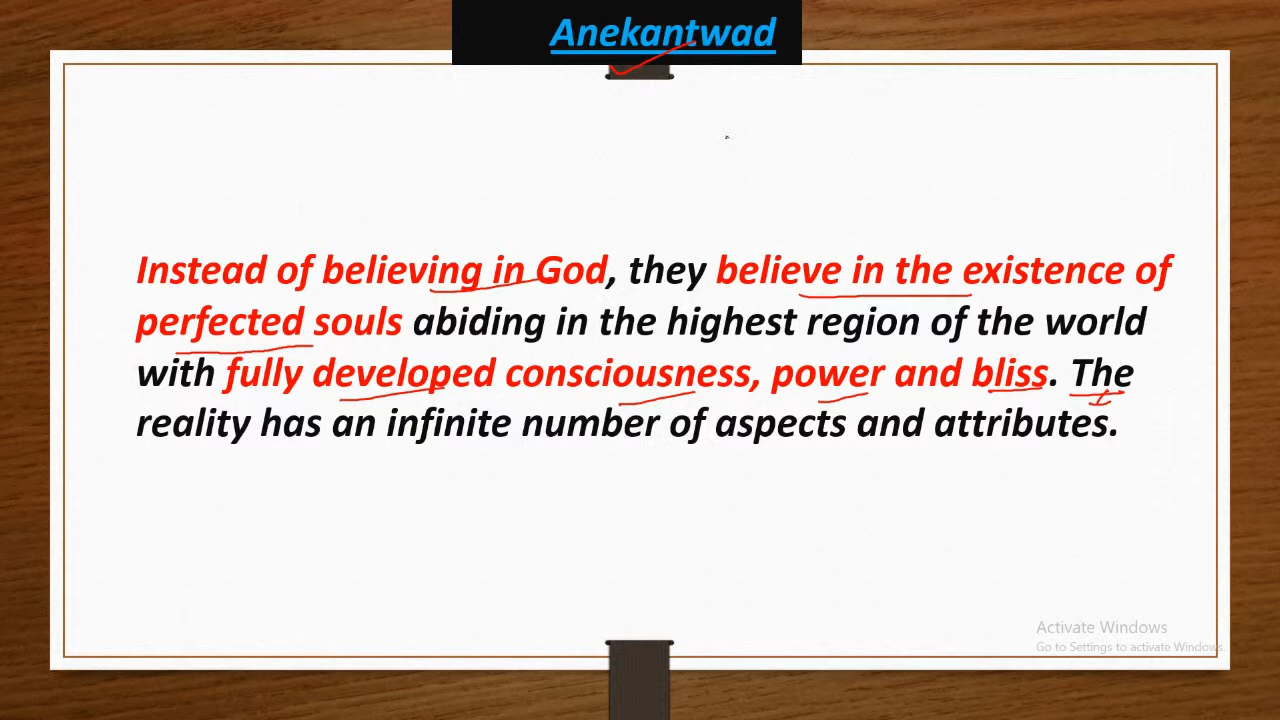 Anekantwad
Instead of believing in God, they believe in the existence of
perfected souls abiding in the highest region of the world
with fully developed consciousness, power and bliss. The
reality has an infinite number of aspects and attributes.
Activate Windows
Go to Settings to activate Windows.